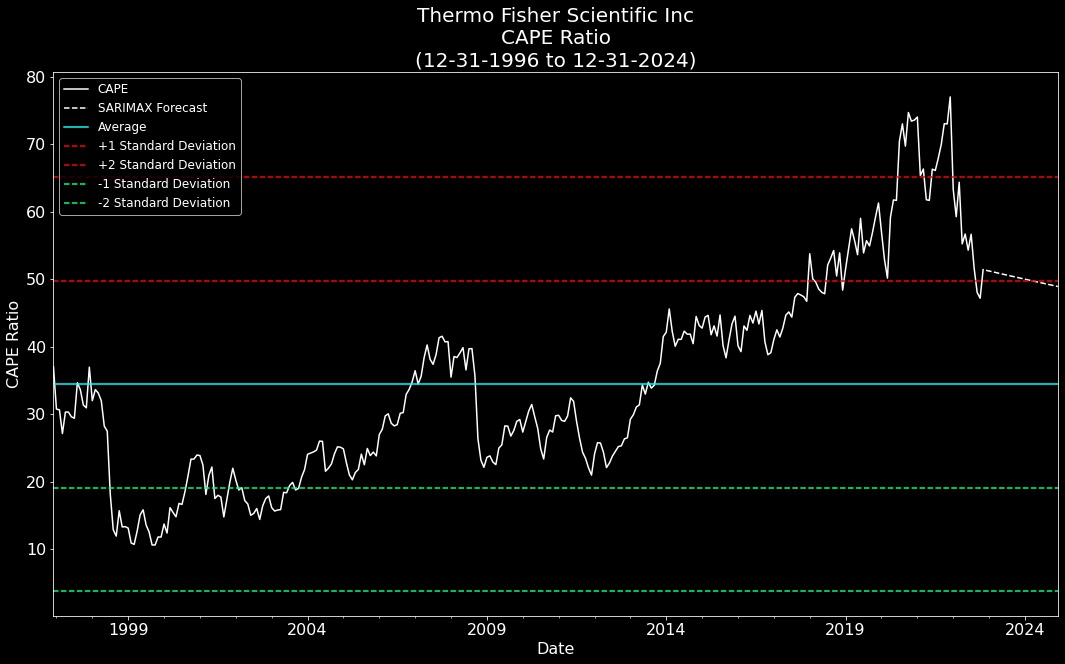 Thermo Fisher Scientific Inc
CAPE Ratio
(12-31-1996 to 12-31-2024)
CAPE
SARIMAX Forecast
Average
+1 Standard Deviation
+2 Standard Deviation
-1 Standard Deviation
-2 Standard Deviation
CAPE Ratio
80
70
60
50
40
30
20
10
1999 2004 2009 2014 2019 2024
Date